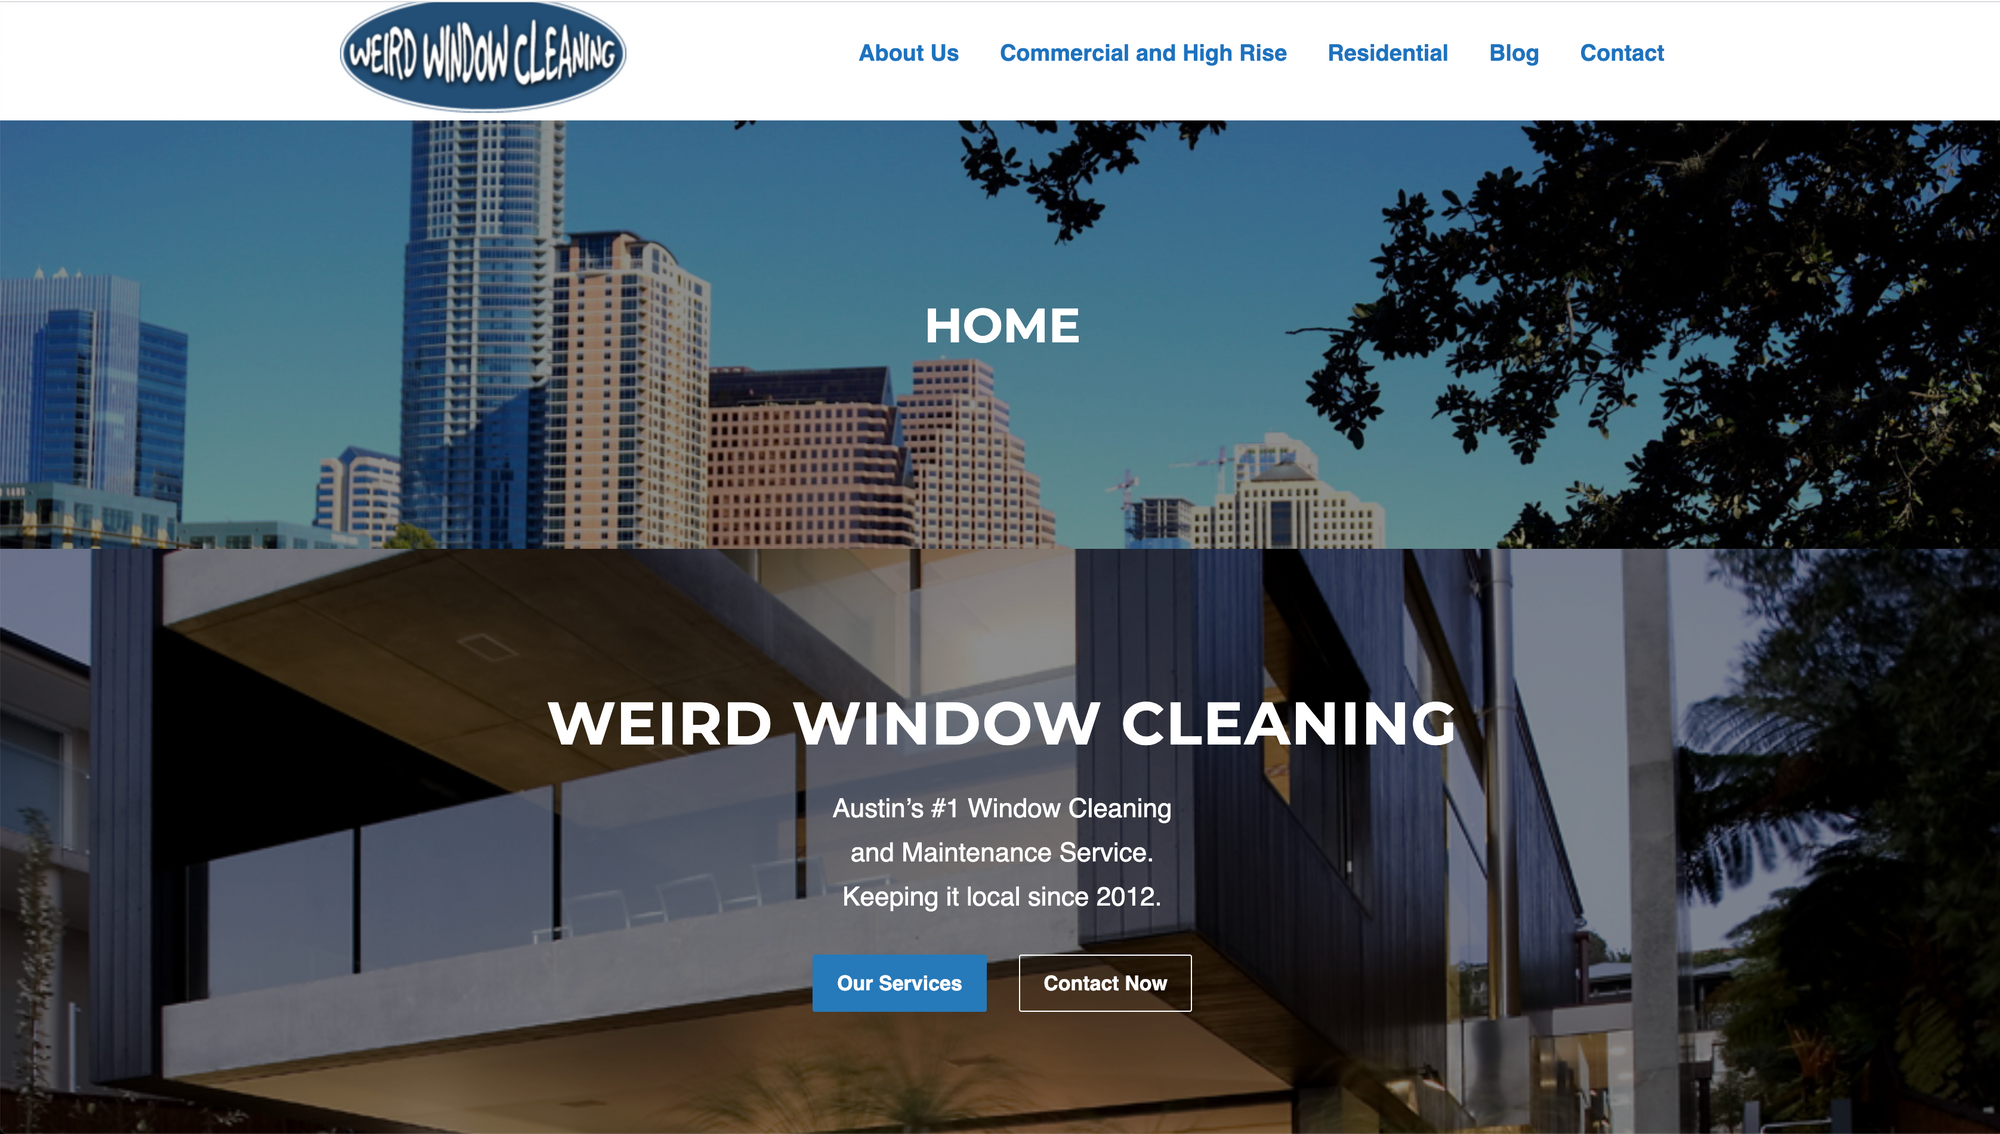 WEIRD WINDOW CLEANING
About Us
Commercial and High Rise
Residential
Blog
Contact
HOME
WEIRD WINDOW CLEANING
Austin’s #1 Window Cleaning
and Maintenance Service.
Keeping it local since 2012.
Our Services
Contact Now